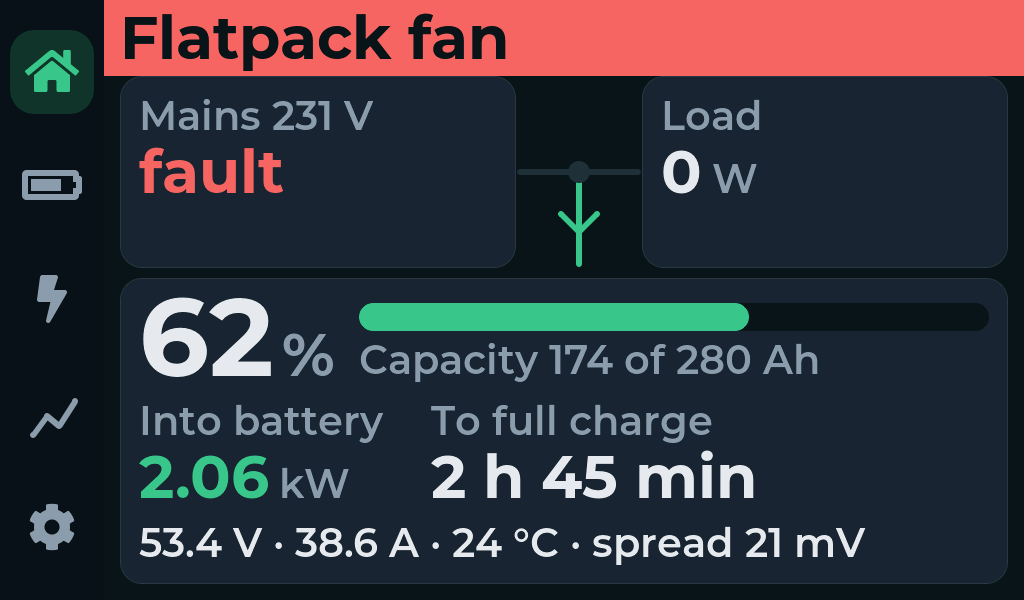 Flatpack fan
Mains 231 V
fault
Load
0 W
62 %
Capacity 174 of 280 Ah
Into battery
2.06 kW
To full charge
2 h 45 min
53.4 V · 38.6 A · 24 °C · spread 21 mV